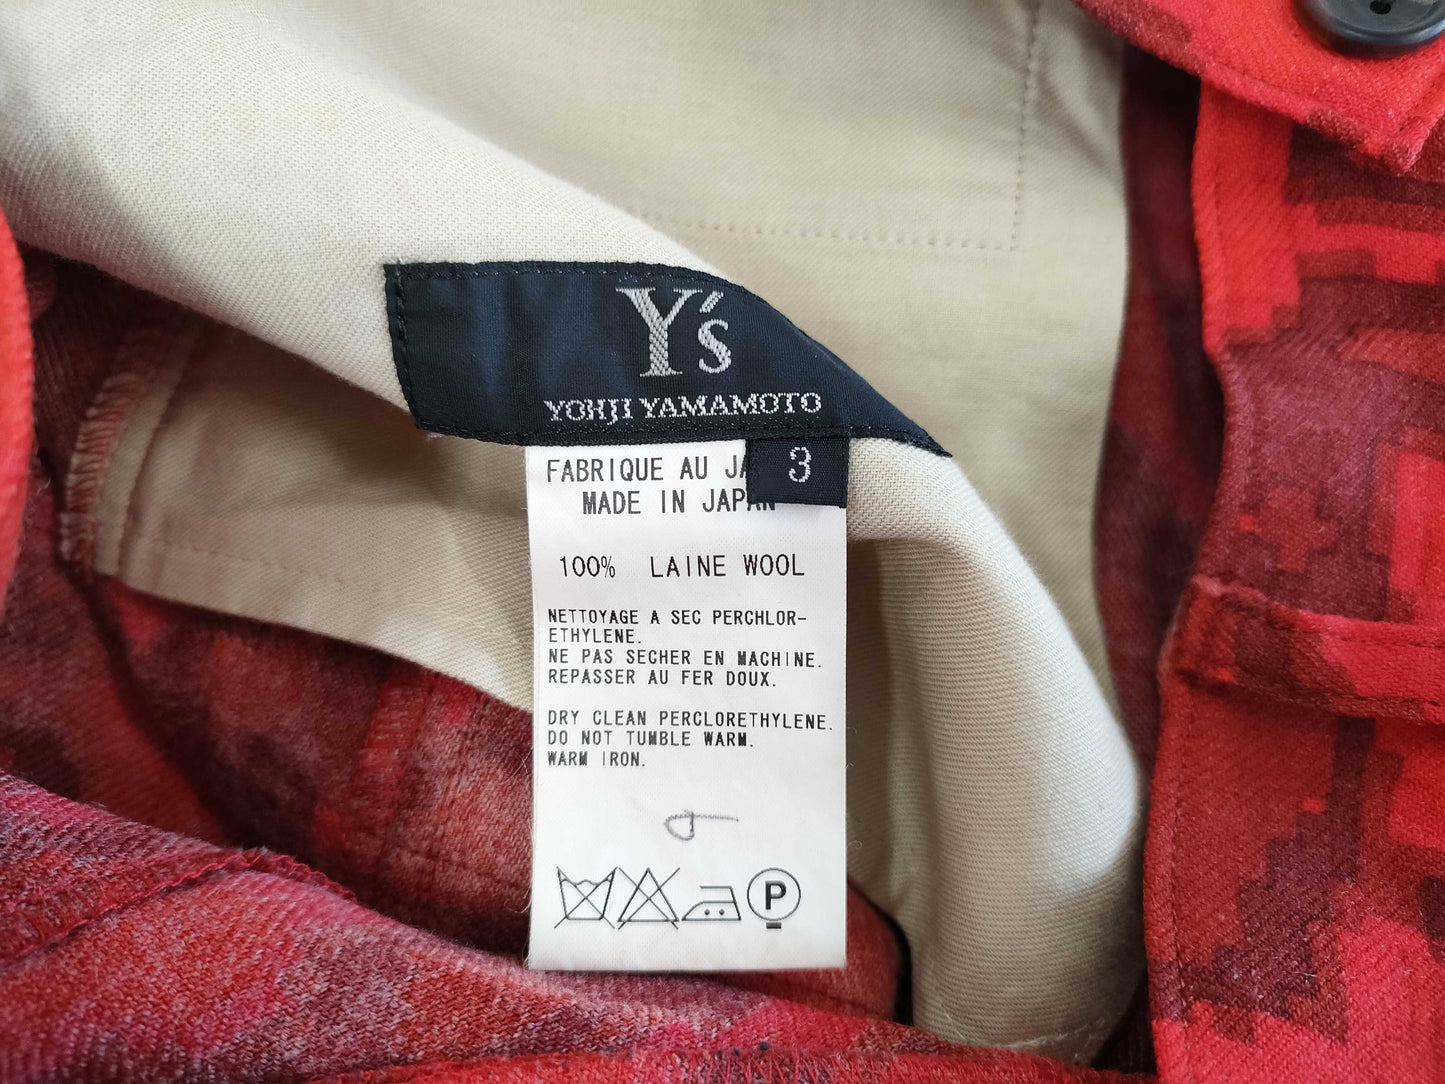 Y's
YOHJI YAMAMOTO
3
FABRIQUE AU JA
MADE IN JAPAN
100% LAINE WOOL
NETTOYAGE A SEC PERCHLOR-
ETHYLENE.
NE PAS SECHER EN MACHINE.
REPASSER AU FER DOUX.
DRY CLEAN PERCLORETHYLENE.
DO NOT TUMBLE WARM.
WARM IRON.
P